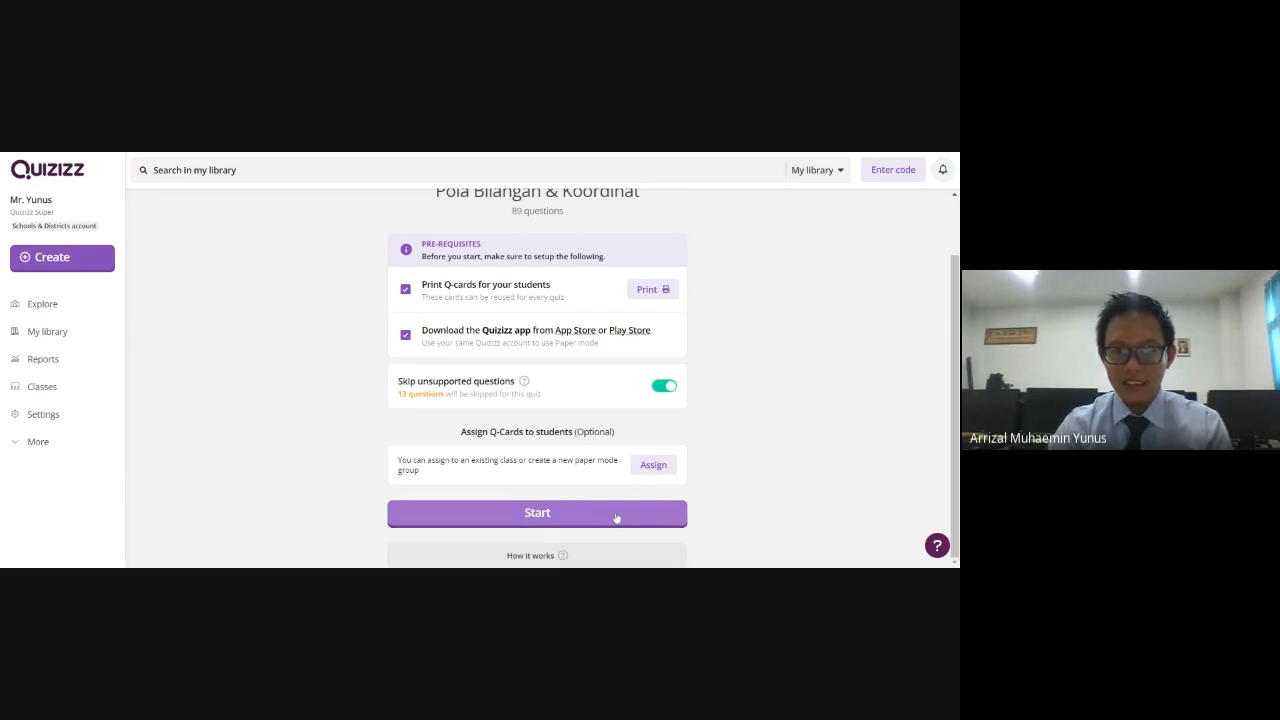 Quizizz
Search in my library
My library
Enter code
Mr. Yunus
Quizizz Super
Schools & Districts account
Create
Explore
My library
Reports
Classes
Settings
More
Pola Bilangan & Koordinat
89 questions
PRE-REQUISITES
Before you start, make sure to setup the following.
Print Q-cards for your students
These cards can be reused for every quiz
Print
Download the Quizizz app from App Store or Play Store
Use your same Quizizz account to use Paper mode
Skip unsupported questions ?
13 questions will be skipped for this quiz
Assign Q-Cards to students (Optional)
You can assign to an existing class or create a new paper mode
group
Assign
Start
How it works ?
?
Arrizal Muhaemin Yunus